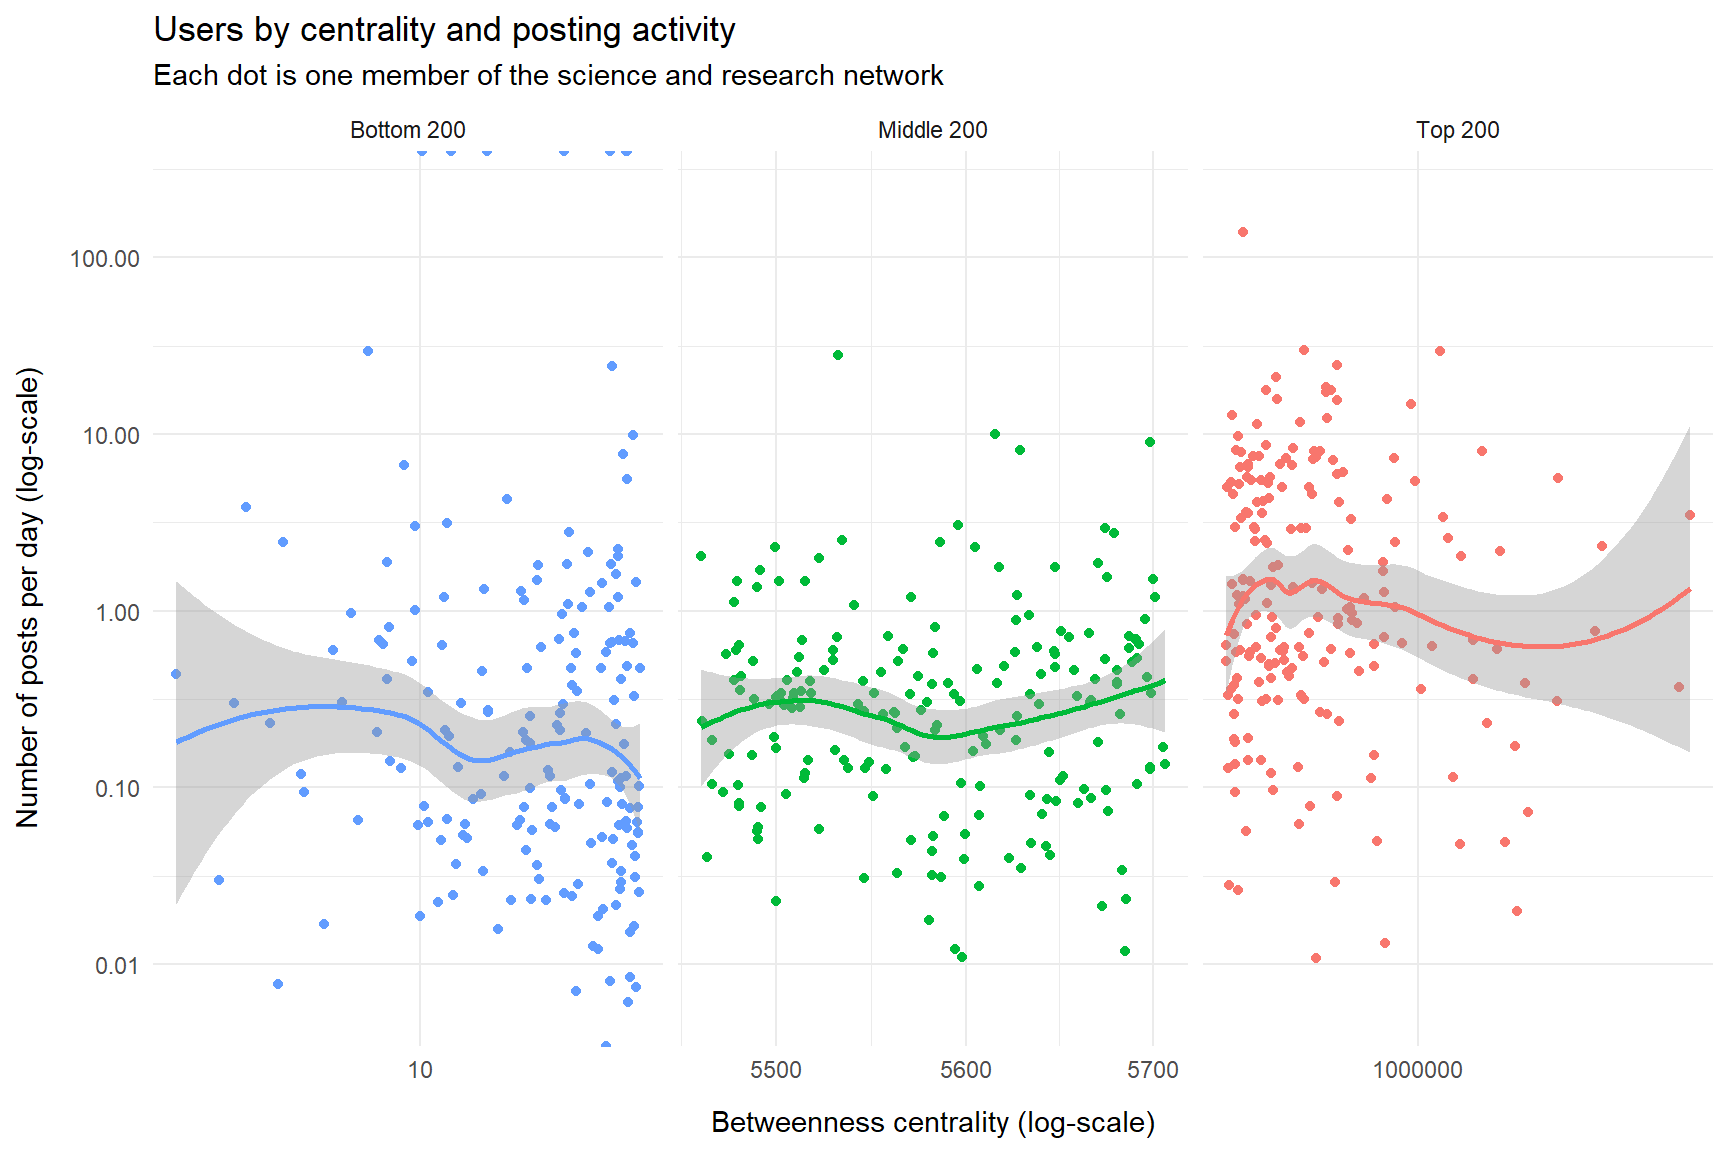 Users by centrality and posting activity
Each dot is one member of the science and research network
Bottom 200
Middle 200
Top 200
Number of posts per day (log-scale)
100.00
10.00
1.00
0.10
0.01
10
5500
5600
5700
1000000
Betweenness centrality (log-scale)